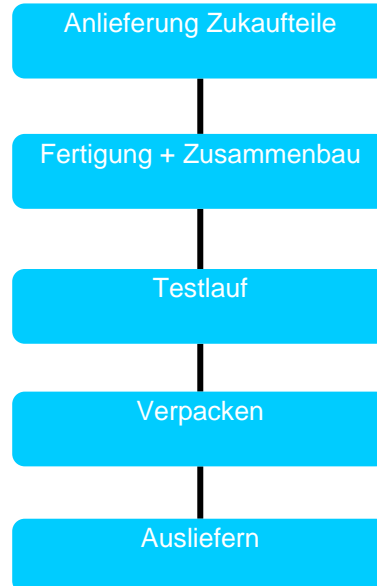 Anlieferung Zukaufteile
Fertigung + Zusammenbau
Testlauf
Verpacken
Ausliefern